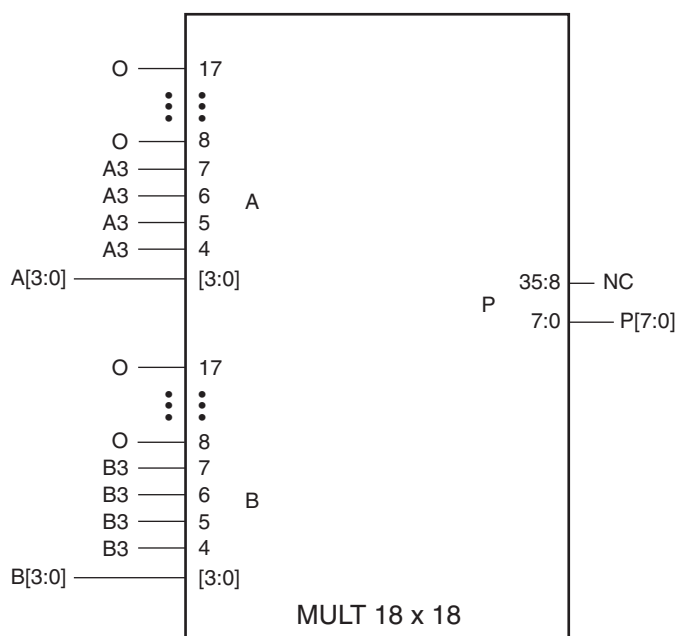 O 17
O 8
A3 7
A3 6
A3 5
A3 4
A
A[3:0] [3:0]
35:8 NC
P
7:0 P[7:0]
O 17
O 8
B3 7
B3 6
B3 5
B3 4
B
B[3:0] [3:0]
MULT 18 x 18